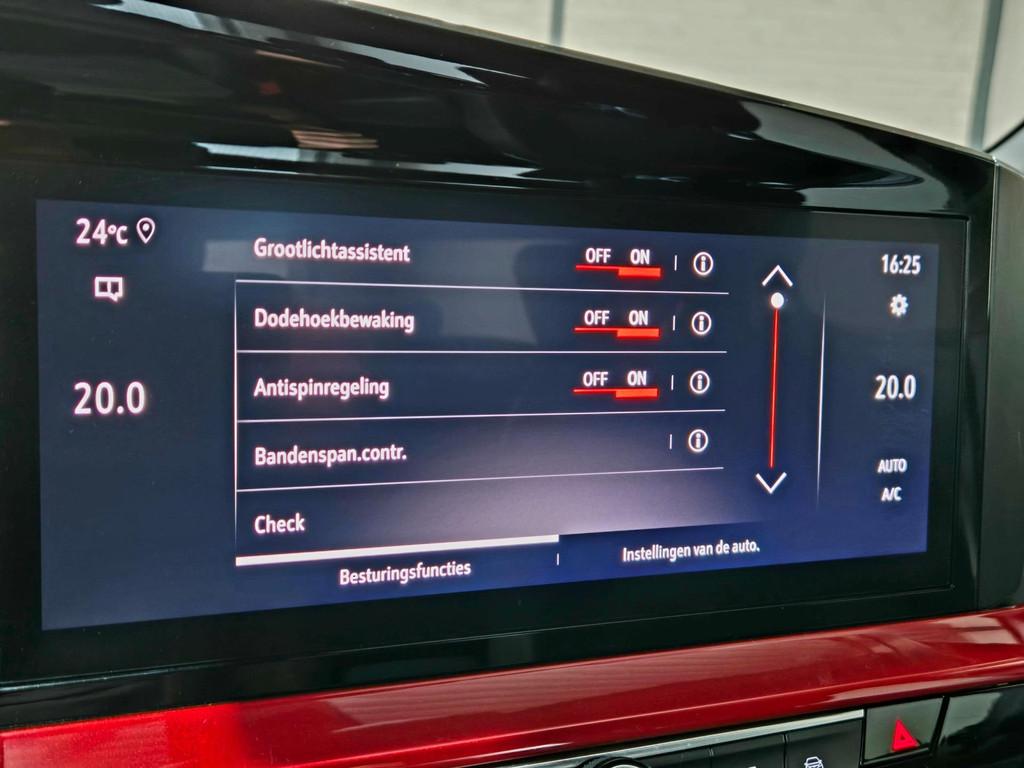 24°C
Grootlichtassistent OFF ON
16:25
Dodehoekbewaking OFF ON
Antispinregeling OFF ON
20.0
20.0
Bandenspan.contr.
AUTO
A/C
Check
Besturingsfuncties
Instellingen van de auto.